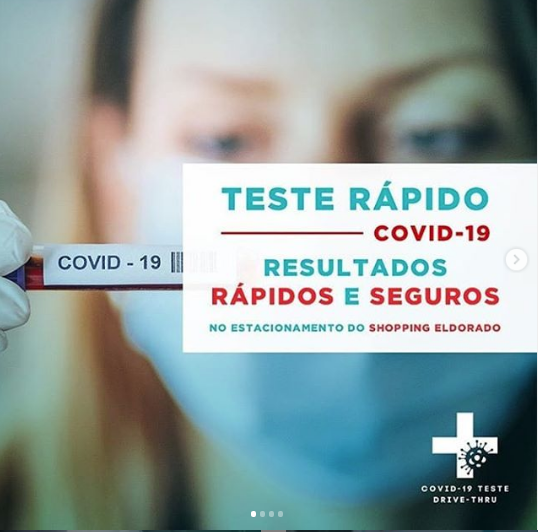 TESTE RÁPIDO
COVID-19
RESULTADOS
RÁPIDOS E SEGUROS
NO ESTACIONAMENTO DO SHOPPING ELDORADO
COVID - 19
COVID-19 TESTE
DRIVE-THRU